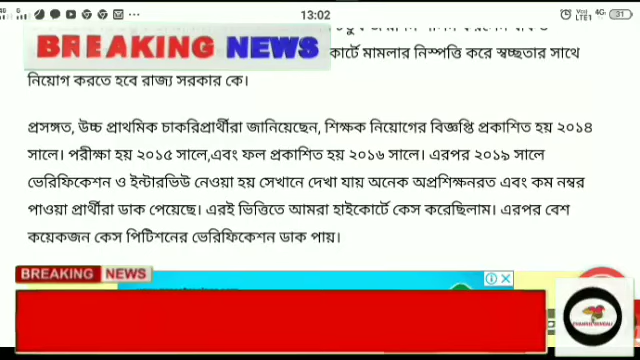 13:02
4G
31
BREAKING NEWS
কোর্টে মামলার নিস্পত্তি করে স্বচ্ছতার সাথে
নিয়োগ করতে হবে রাজ্য সরকার কে।
প্রসঙ্গত, উচ্চ প্রাথমিক চাকরিপ্রার্থীরা জানিয়েছেন, শিক্ষক নিয়োগের বিজ্ঞপ্তি প্রকাশিত হয় ২০১৪
সালে। পরীক্ষা হয় ২০১৫ সালে,এবং ফল প্রকাশিত হয় ২০১৬ সালে। এরপর ২০১৯ সালে
ভেরিফিকেশন ও ইন্টারভিউ নেওয়া হয় সেখানে দেখা যায় অনেক অপ্রশিক্ষনরত এবং কম নম্বর
পাওয়া প্রার্থীরা ডাক পেয়েছে। এরই ভিত্তিতে আমরা হাইকোর্টে কেস করেছিলাম। এরপর বেশ
কয়েকজন কেস পিটিশনের ভেরিফিকেশন ডাক পায়।
BREAKING NEWS